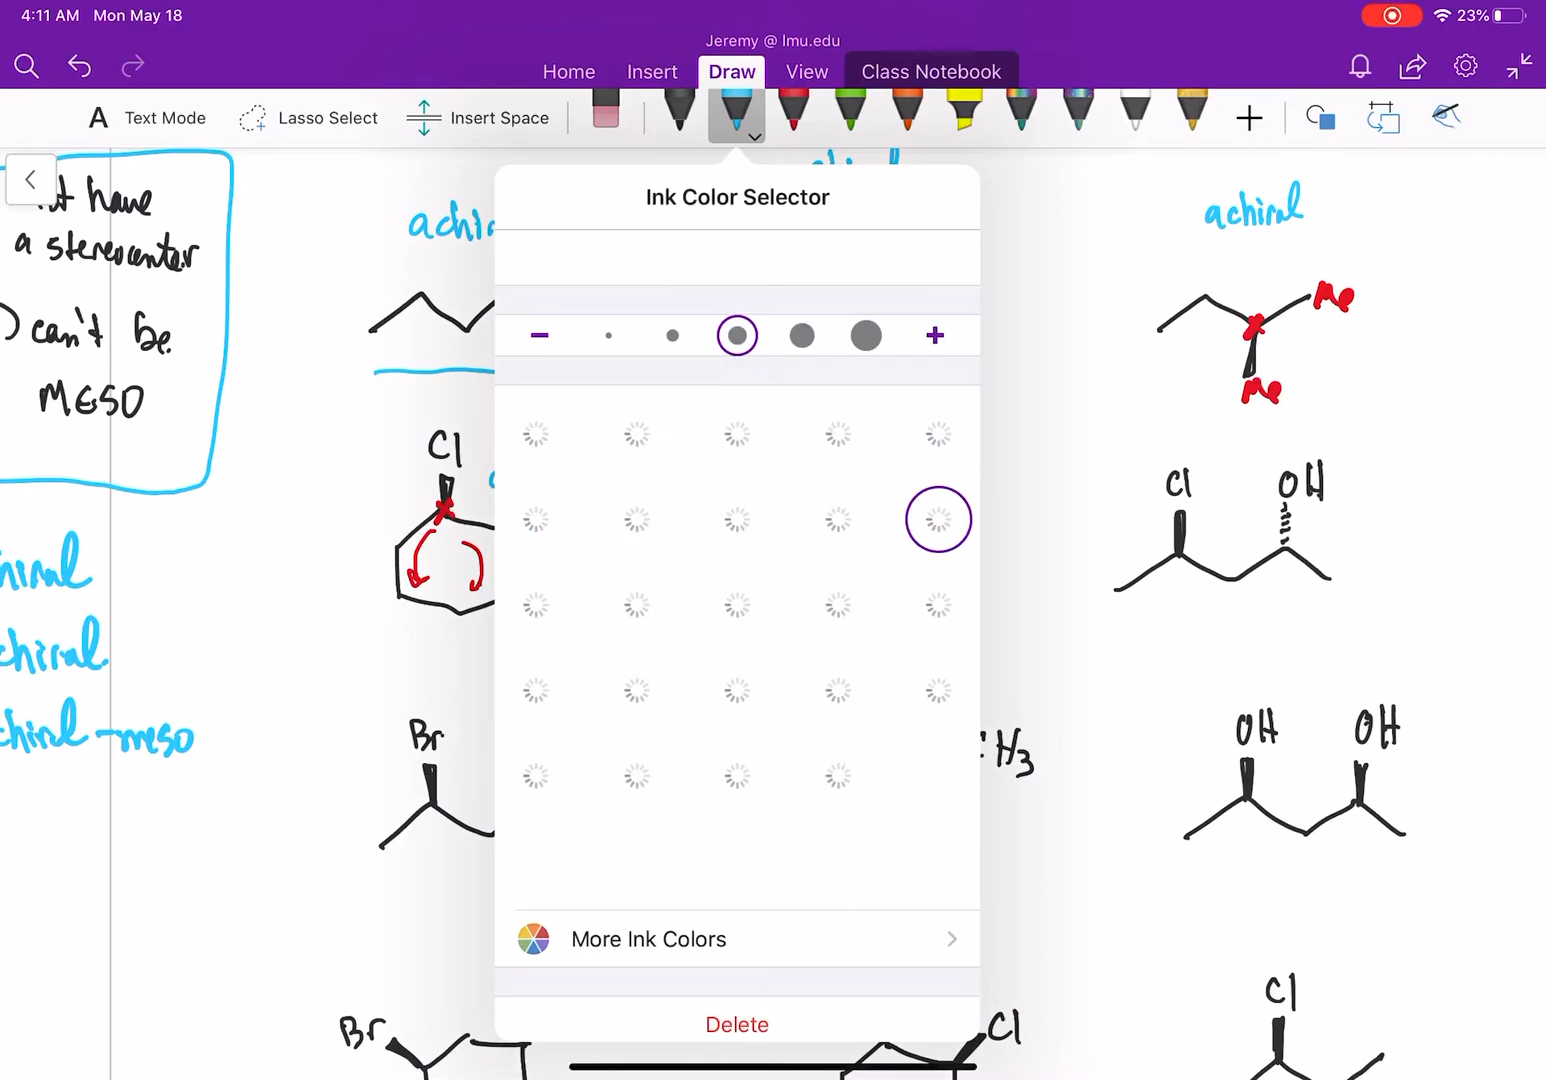 4:11 AM Mon May 18
23%
Jeremy @ lmu.edu
Home Insert Draw View Class Notebook
A Text Mode Lasso Select Insert Space
Ink Color Selector
have
a stereocenter
can't be
MESO
achiral
Me
Me
Cl
Cl
OH
chiral-meso
Br
CH3
OH
OH
More Ink Colors
Delete
Br
Cl
Cl